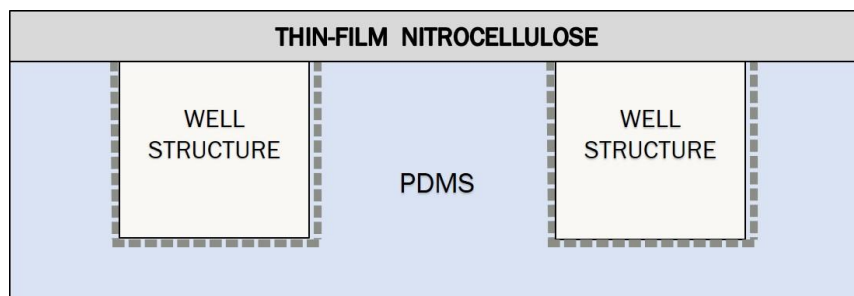 THIN-FILM NITROCELLULOSE
WELL
STRUCTURE
WELL
STRUCTURE
PDMS